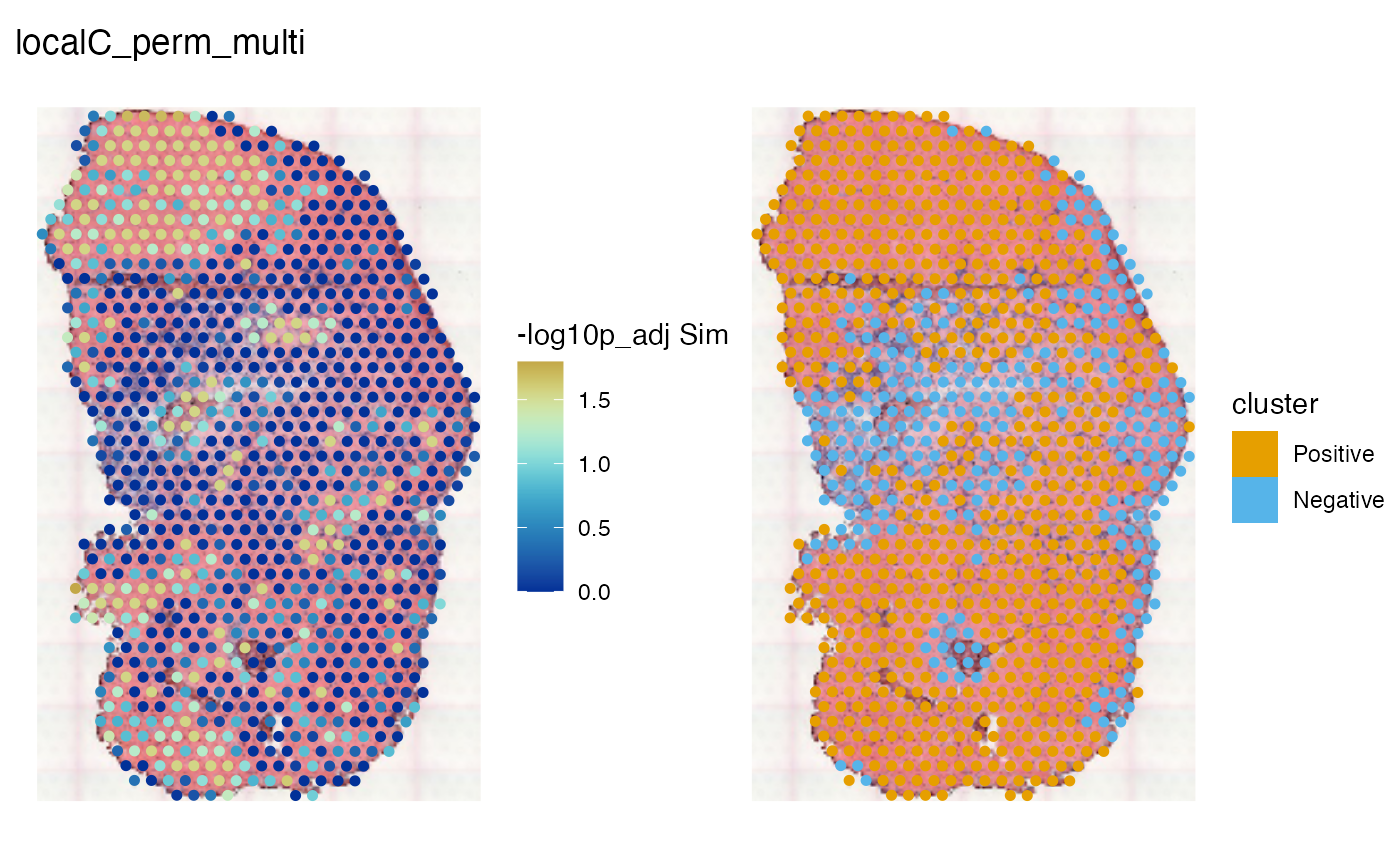 localC_perm_multi
-log10p_adj Sim
1.5
1.0
0.5
0.0
cluster
Positive
Negative